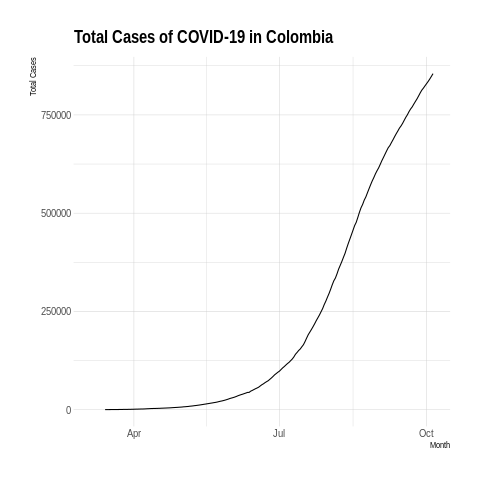 Total Cases of COVID-19 in Colombia
Total Cases
750000
500000
250000
0
Apr Jul Oct
Month